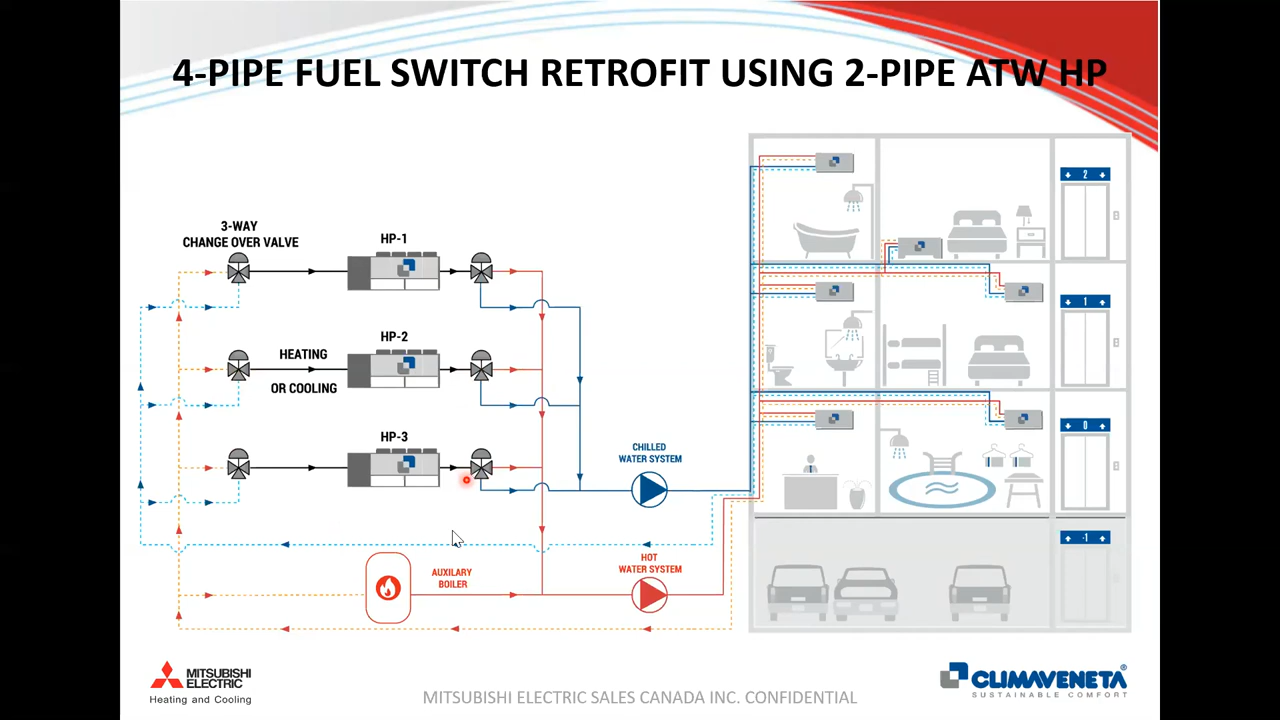 4-PIPE FUEL SWITCH RETROFIT USING 2-PIPE ATW HP
3-WAY
CHANGE OVER VALVE
HP-1
HP-2
HEATING
OR COOLING
HP-3
CHILLED
WATER SYSTEM
HOT
WATER SYSTEM
AUXILARY
BOILER
2
1
0
-1
MITSUBISHI
ELECTRIC
Heating and Cooling
MITSUBISHI ELECTRIC SALES CANADA INC. CONFIDENTIAL
CLIMAVENETA®
SUSTAINABLE COMFORT